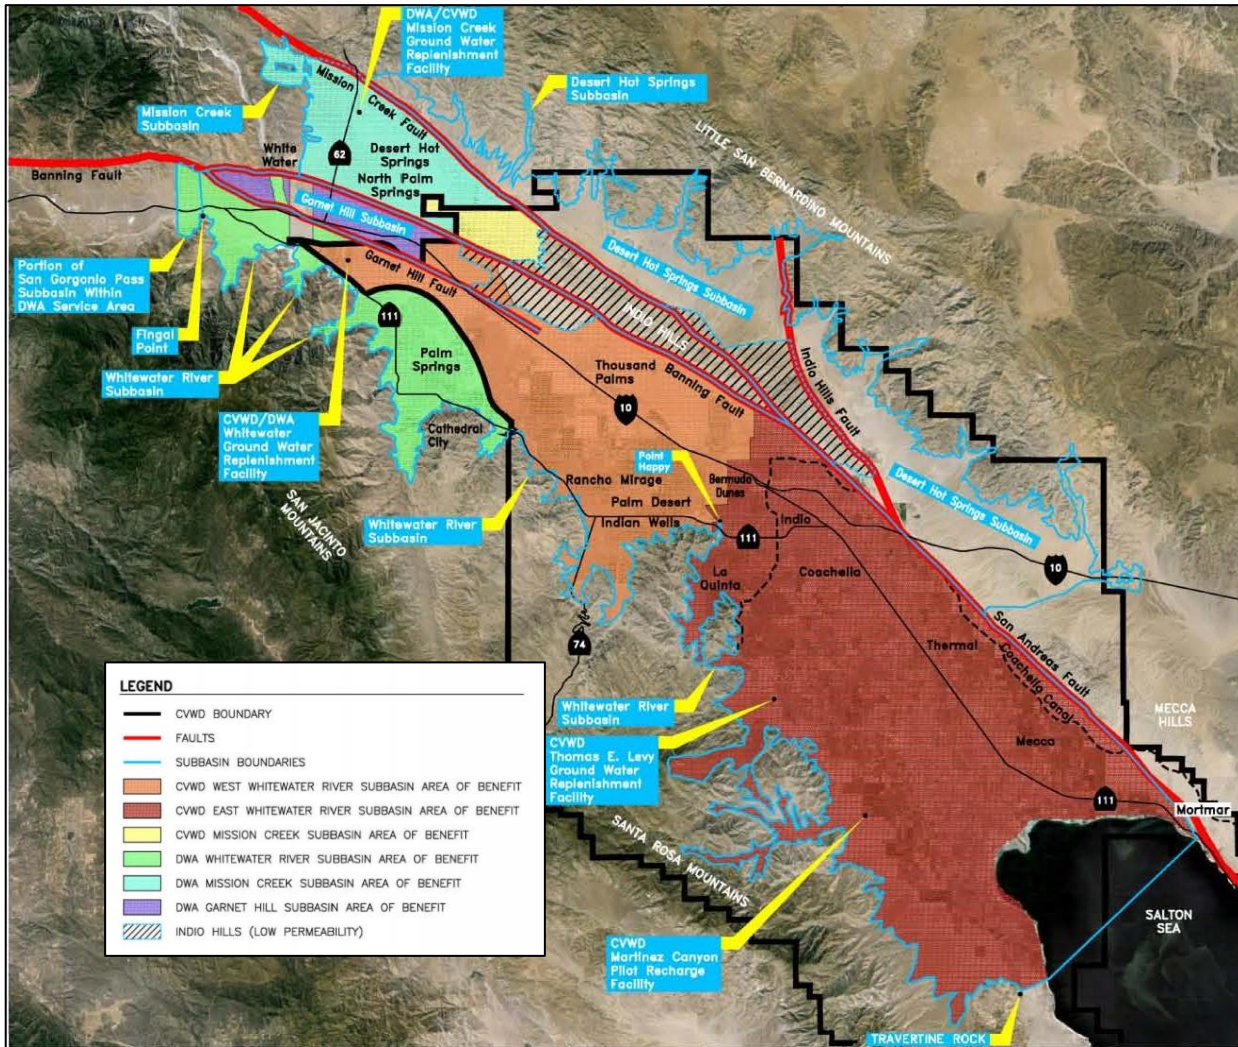 DWA/CVWD
Mission Creek
Ground Water
Replenishment
Facility
Desert Hot Springs
Subbasin
Mission Creek
Subbasin
Mission Creek Fault
LITTLE SAN BERNARDINO MOUNTAINS
White
Water
62
Desert Hot
Springs
North Palm
Springs
Banning Fault
Garnet Hill Subbasin
Desert Hot Springs Subbasin
Portion of
San Gorgonio Pass
Subbasin Within
DWA Service Area
Garnet Hill Fault
INDIO HILLS
Fingal
Point
111
Palm
Springs
Thousand
Palms
Banning Fault
Indio Hills Fault
Whitewater River
Subbasin
10
CVWD/DWA
Whitewater
Ground Water
Replenishment
Facility
Cathedral
City
Point
Happy
Rancho Mirage
Bermuda
Dunes
Desert Hot Springs Subbasin
SAN JACINTO
MOUNTAINS
Palm Desert
Whitewater River
Subbasin
Indian Wells
Indio
111
La
Quinta
Coachella
10
74
San Andreas Fault
Thermal
Coachella Canal
Whitewater River
Subbasin
MECCA
HILLS
CVWD
Thomas E. Levy
Ground Water
Replenishment
Facility
Mecca
111
Mortmar
SANTA ROSA MOUNTAINS
SALTON
SEA
CVWD
Martinez Canyon
Pilot Recharge
Facility
TRAVERTINE ROCK
LEGEND
CVWD BOUNDARY
FAULTS
SUBBASIN BOUNDARIES
CVWD WEST WHITEWATER RIVER SUBBASIN AREA OF BENEFIT
CVWD EAST WHITEWATER RIVER SUBBASIN AREA OF BENEFIT
CVWD MISSION CREEK SUBBASIN AREA OF BENEFIT
DWA WHITEWATER RIVER SUBBASIN AREA OF BENEFIT
DWA MISSION CREEK SUBBASIN AREA OF BENEFIT
DWA GARNET HILL SUBBASIN AREA OF BENEFIT
INDIO HILLS (LOW PERMEABILITY)